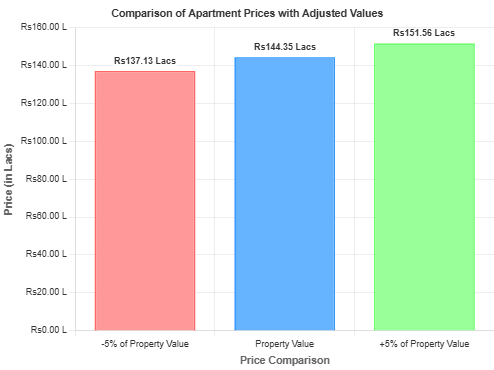 Comparison of Apartment Prices with Adjusted Values
Rs160.00 L
Rs140.00 L
Rs120.00 L
Rs100.00 L
Rs80.00 L
Rs60.00 L
Rs40.00 L
Rs20.00 L
Rs0.00 L
Price (in Lacs)
Rs137.13 Lacs
Rs144.35 Lacs
Rs151.56 Lacs
-5% of Property Value
Property Value
+5% of Property Value
Price Comparison